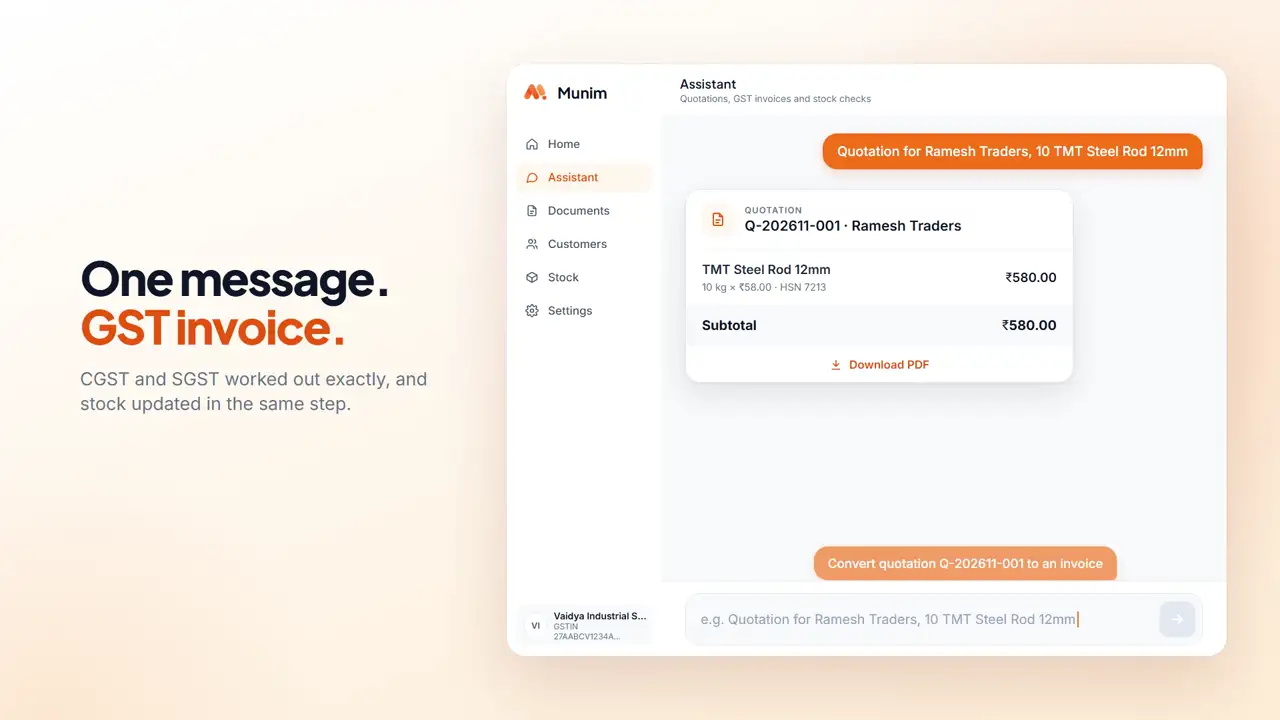 One message.
GST invoice.
CGST and SGST worked out exactly, and
stock updated in the same step.
Munim
Home
Assistant
Documents
Customers
Stock
Settings
Vaidya Industrial S...
GSTIN
27AABCV1234A...
Assistant
Quotations, GST invoices and stock checks
Quotation for Ramesh Traders, 10 TMT Steel Rod 12mm
QUOTATION
Q-202611-001 · Ramesh Traders
TMT Steel Rod 12mm
₹580.00
10 kg × ₹58.00 · HSN 7213
Subtotal
₹580.00
Download PDF
Convert quotation Q-202611-001 to an invoice
e.g. Quotation for Ramesh Traders, 10 TMT Steel Rod 12mm
VI